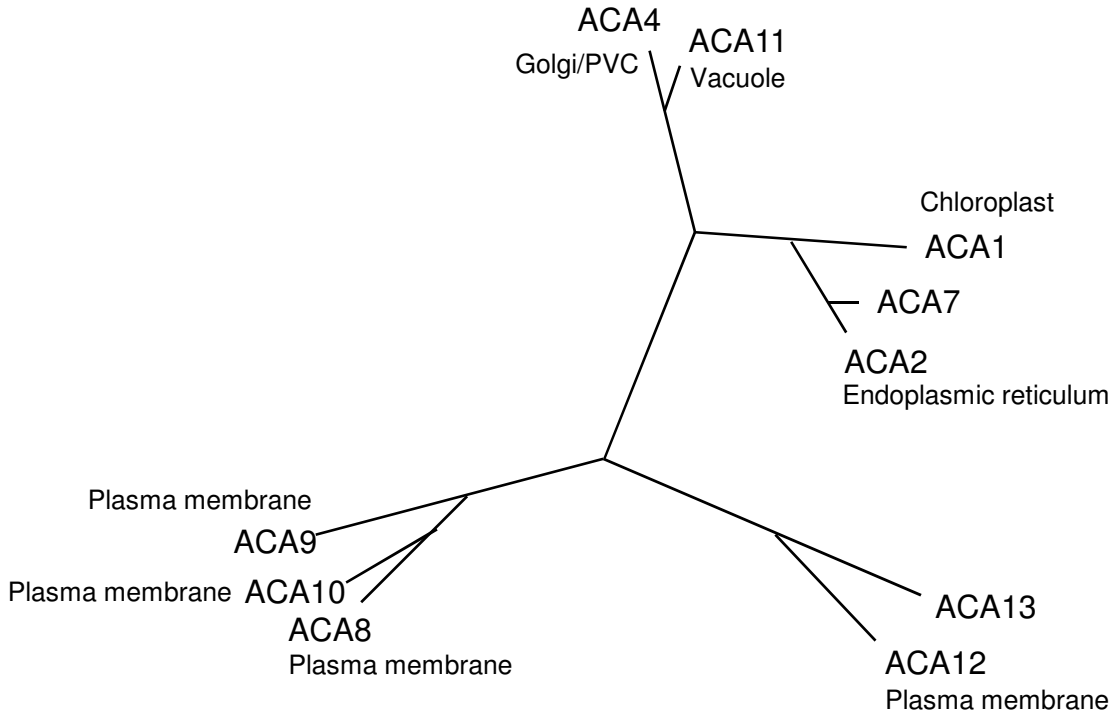 ACA4
Golgi/PVC
ACA11
Vacuole
Chloroplast
ACA1
ACA7
ACA2
Endoplasmic reticulum
Plasma membrane
ACA9
Plasma membrane ACA10
ACA8
Plasma membrane
ACA13
ACA12
Plasma membrane